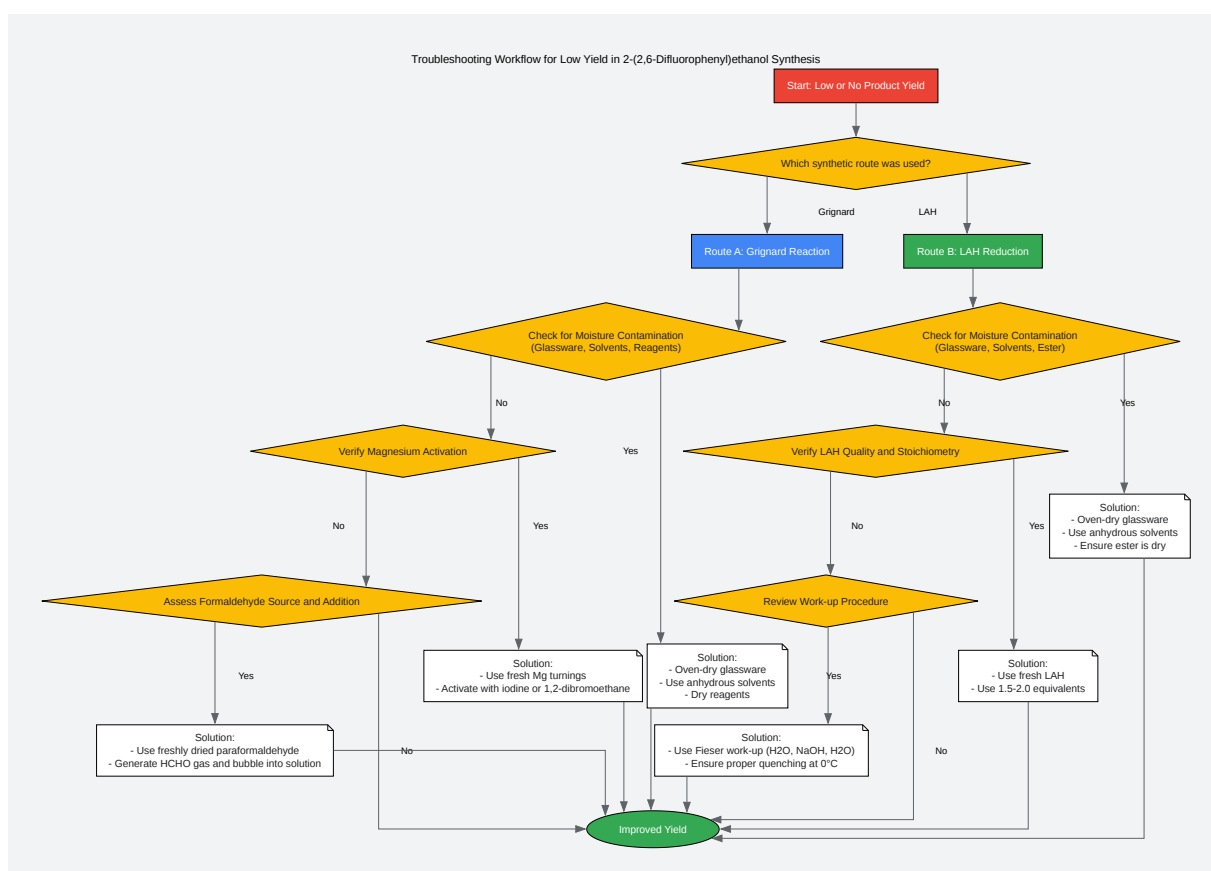 Troubleshooting Workflow for Low Yield in 2-(2,6-Difluorophenyl)ethanol Synthesis
Start: Low or No Product Yield
Which synthetic route was used?
Grignard
LAH
Route A: Grignard Reaction
Route B: LAH Reduction
Check for Moisture Contamination
(Glassware, Solvents, Reagents)
Check for Moisture Contamination
(Glassware, Solvents, Ester)
No
No
Yes
Verify Magnesium Activation
Yes
Verify LAH Quality and Stoichiometry
Solution:
- Oven-dry glassware
- Use anhydrous solvents
- Ensure ester is dry
No
Yes
No
Yes
Assess Formaldehyde Source and Addition
Review Work-up Procedure
Yes
Solution:
- Use fresh Mg turnings
- Activate with iodine or 1,2-dibromoethane
Solution:
- Oven-dry glassware
- Use anhydrous solvents
- Dry reagents
Yes
Solution:
- Use fresh LAH
- Use 1.5-2.0 equivalents
Solution:
- Use freshly dried paraformaldehyde
- Generate HCHO gas and bubble into solution
No
Solution:
- Use Fieser work-up (H2O, NaOH, H2O)
- Ensure proper quenching at 0°C
No
Improved Yield